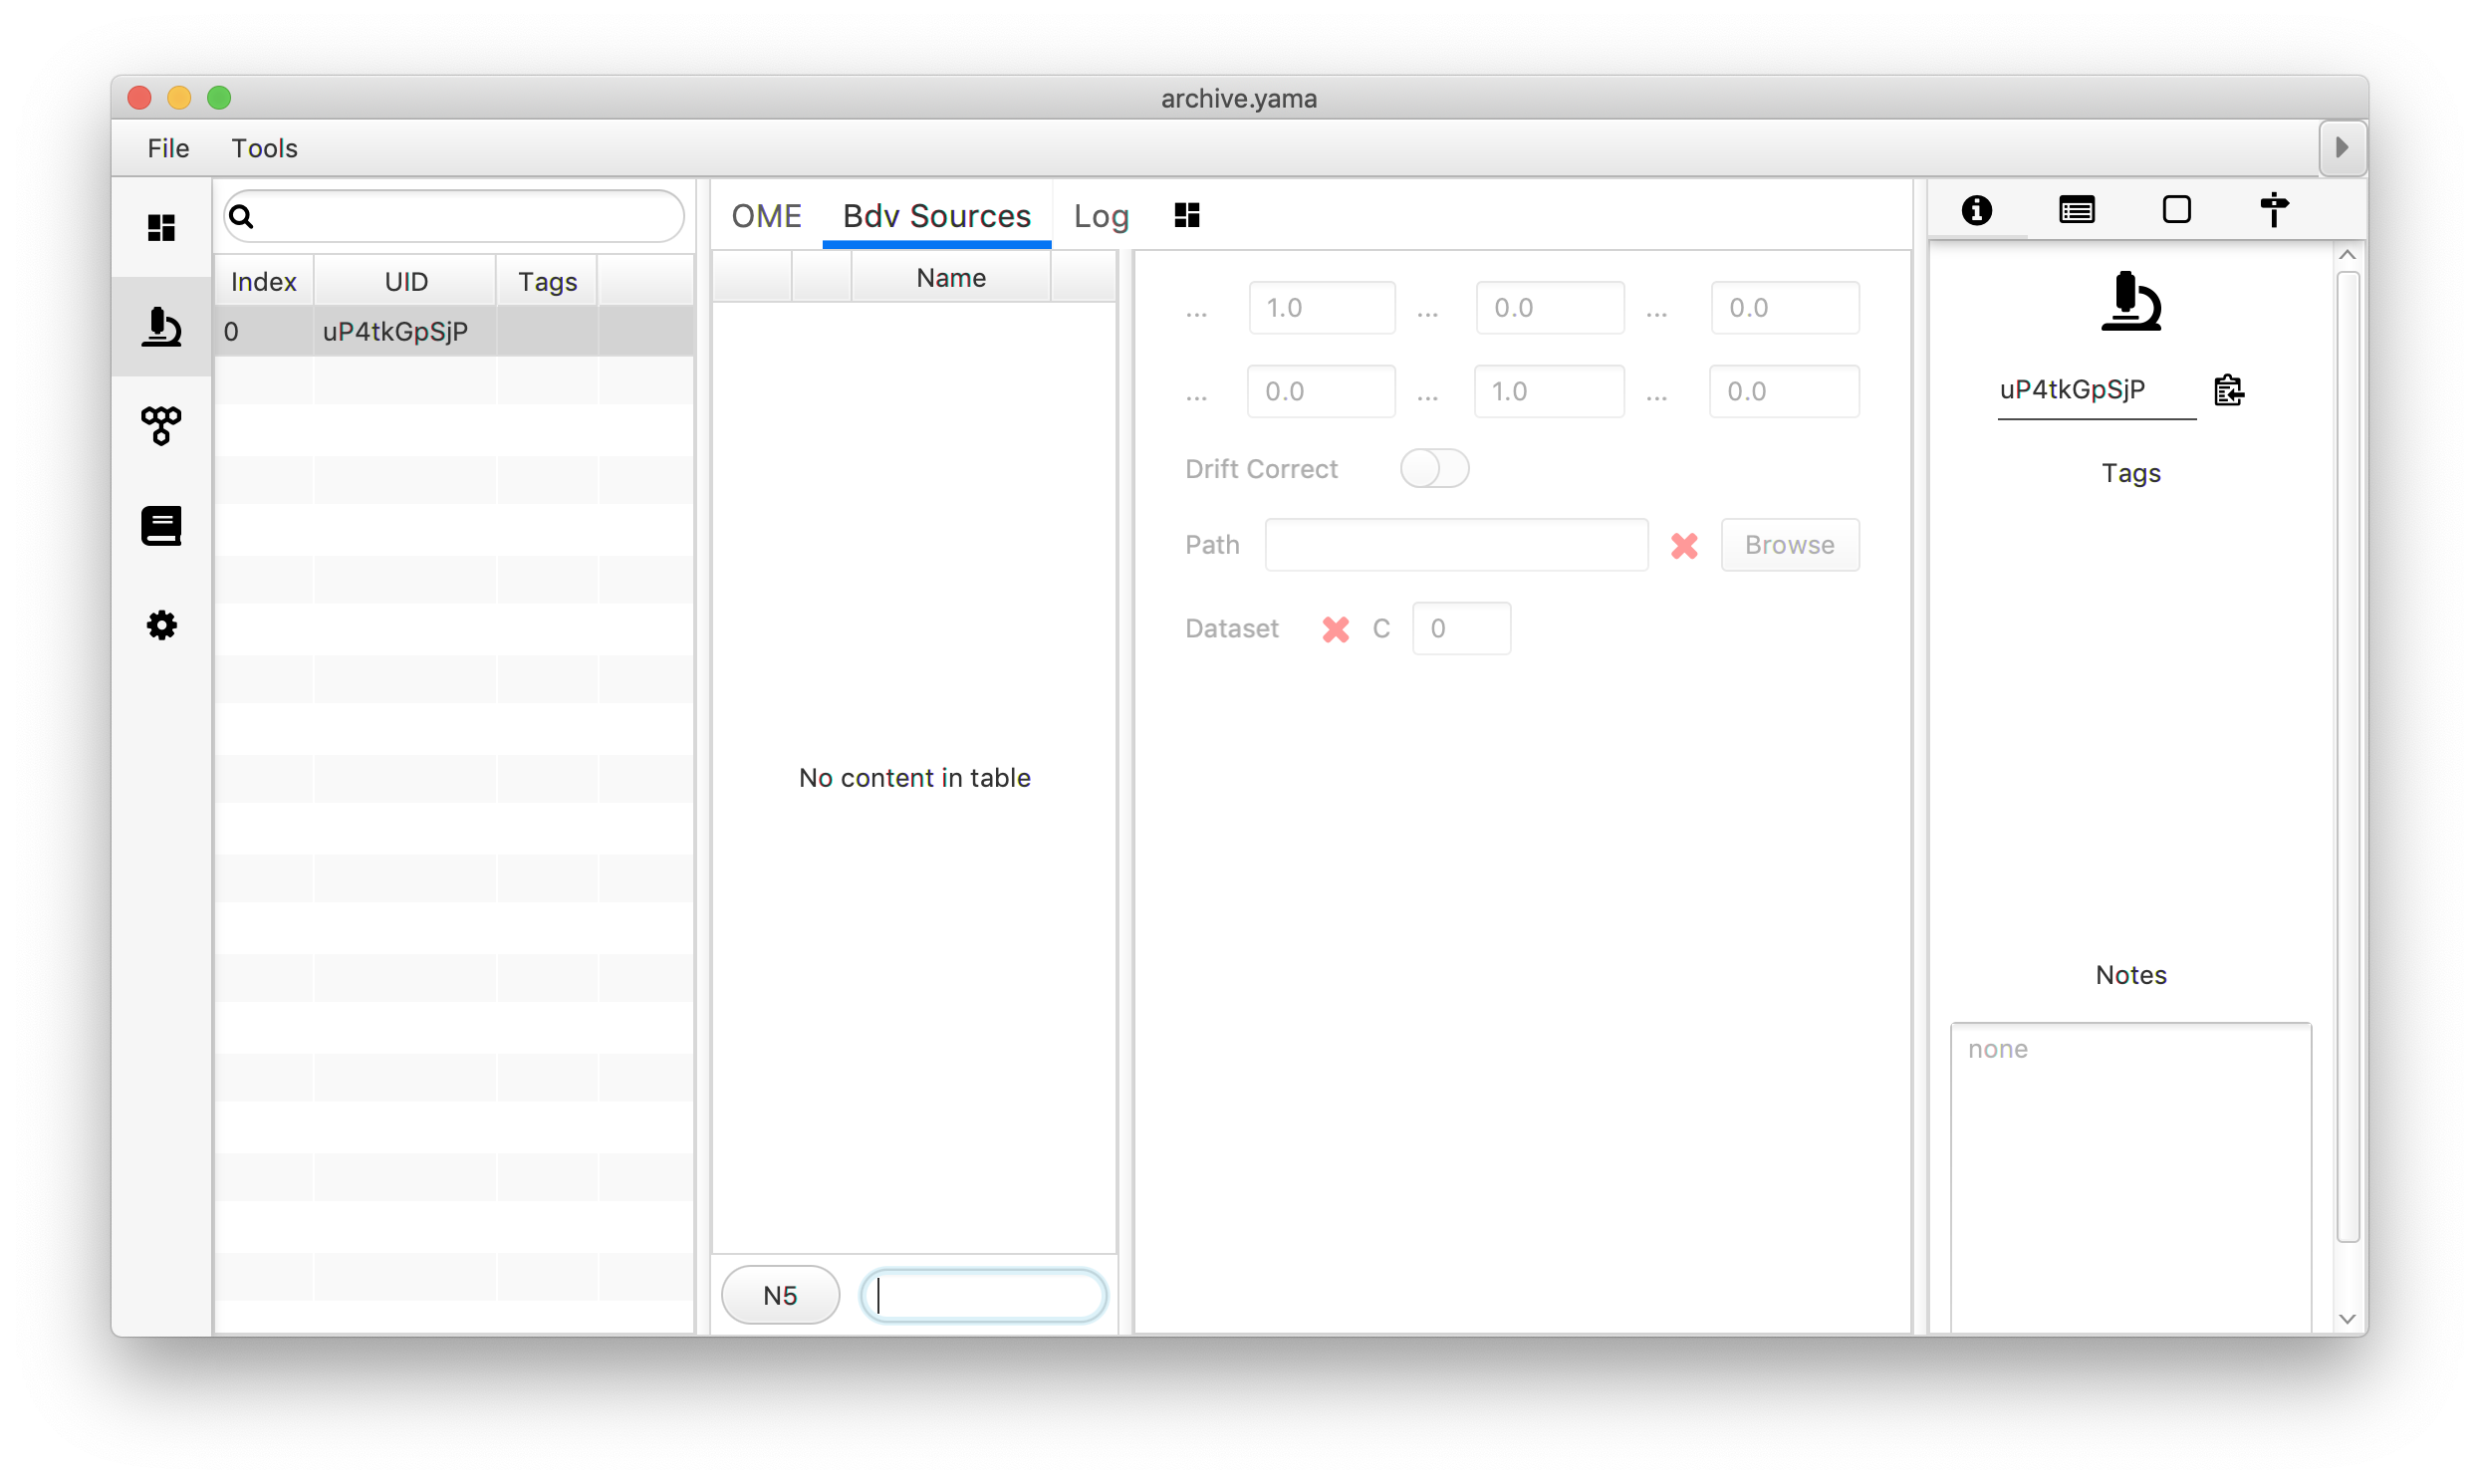 archive.yama
File Tools
OME Bdv Sources Log
Index UID Tags
0 uP4tkGpSjP
Name
No content in table
N5
... 1.0 ... 0.0 ... 0.0
... 0.0 ... 1.0 ... 0.0
Drift Correct
Path Browse
Dataset C 0
uP4tkGpSjP
Tags
Notes
none